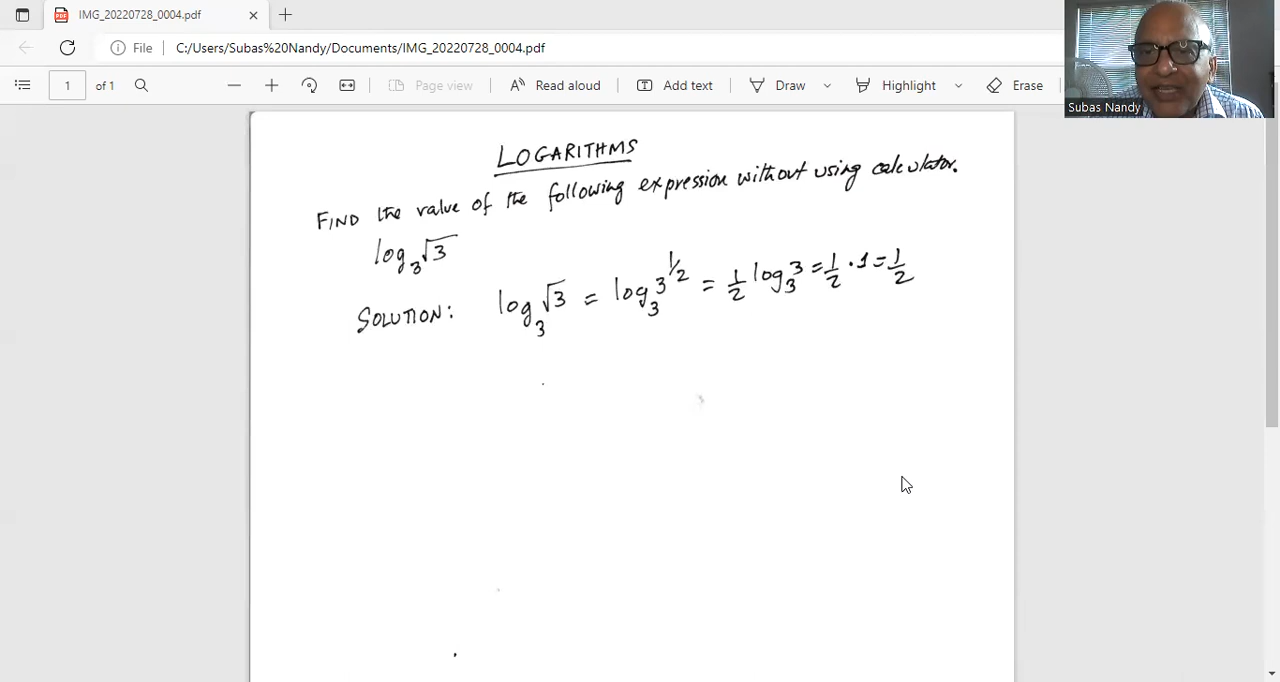 IMG_20220728_0004.pdf
File C:/Users/Subas%20Nandy/Documents/IMG_20220728_0004.pdf
1 of 1 Page view Read aloud Add text Draw Highlight Erase
Subas Nandy
LOGARITHMS
FIND the value of the following expression without using calculator.
log₃√3
SOLUTION: log₃√3 = log₃3^1/2 = 1/2 log₃3 = 1/2 · 1 = 1/2